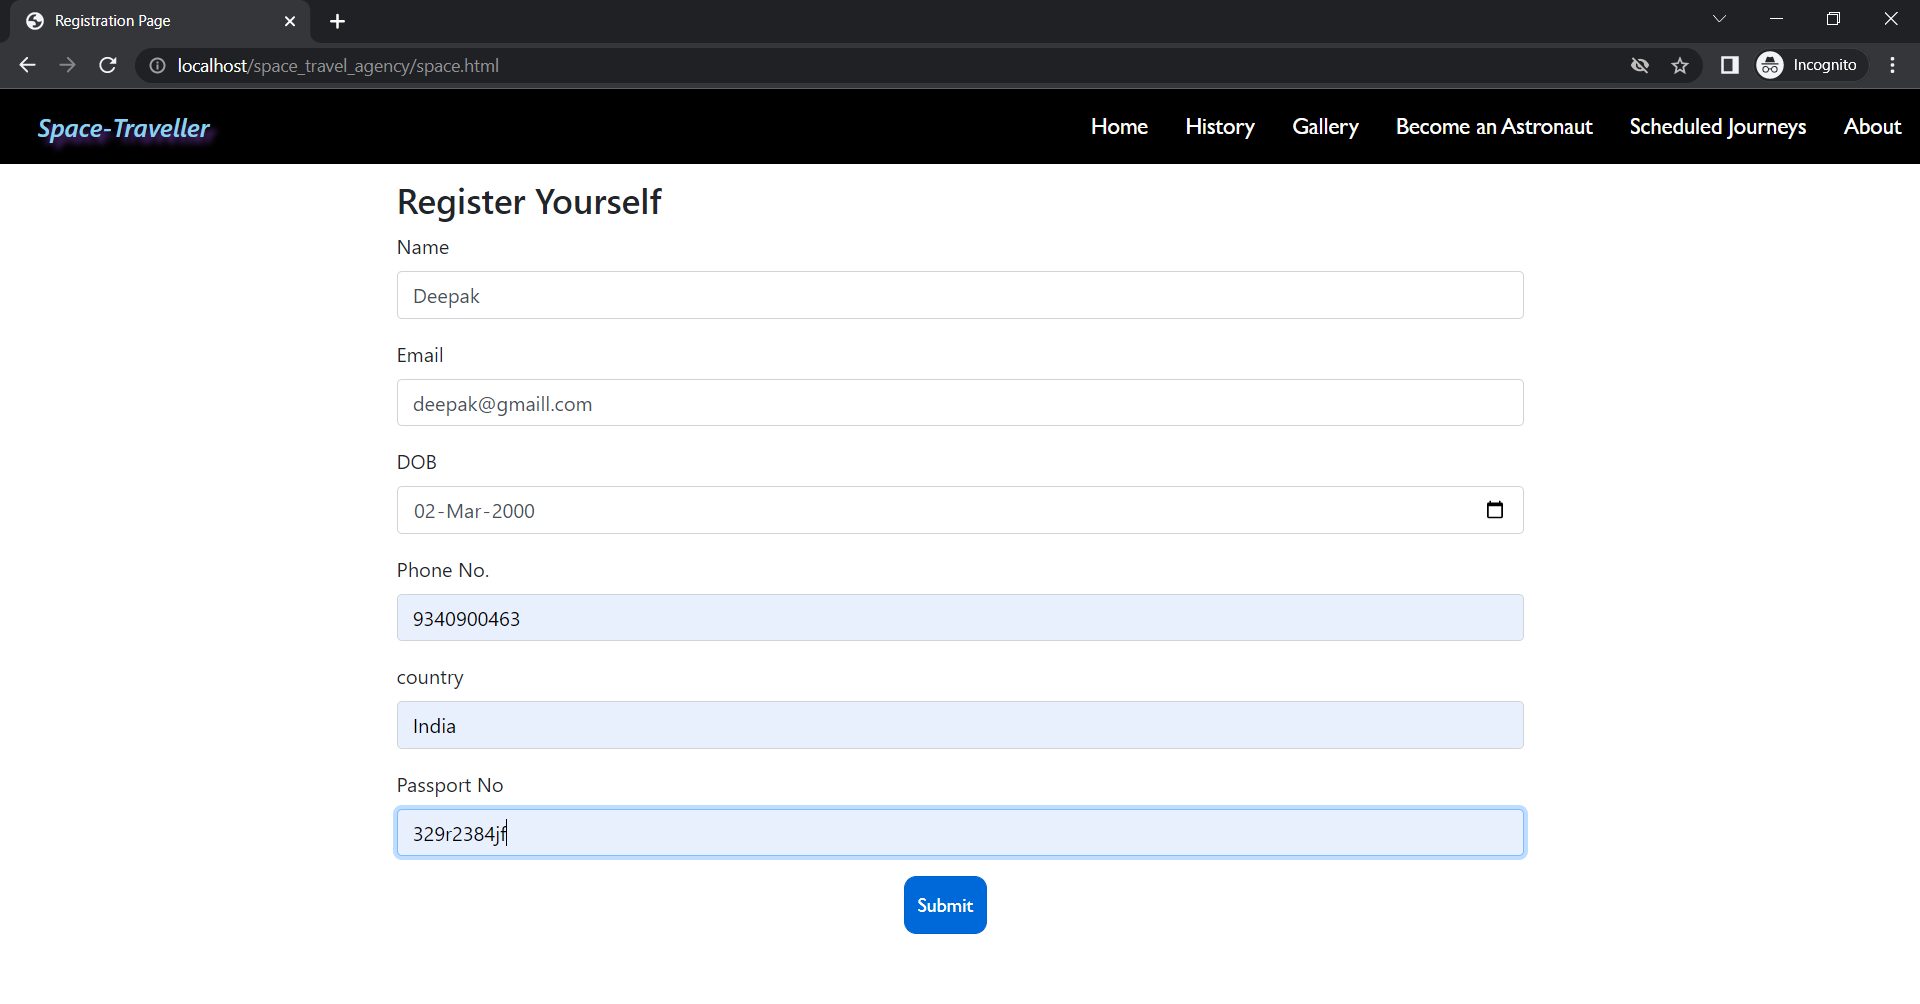 Registration Page
localhost/space_travel_agency/space.html
Incognito
Space-Traveller
Home History Gallery Become an Astronaut Scheduled Journeys About
Register Yourself
Name
Deepak
Email
deepak@gmaill.com
DOB
02-Mar-2000
Phone No.
9340900463
country
India
Passport No
329r2384jf
Submit